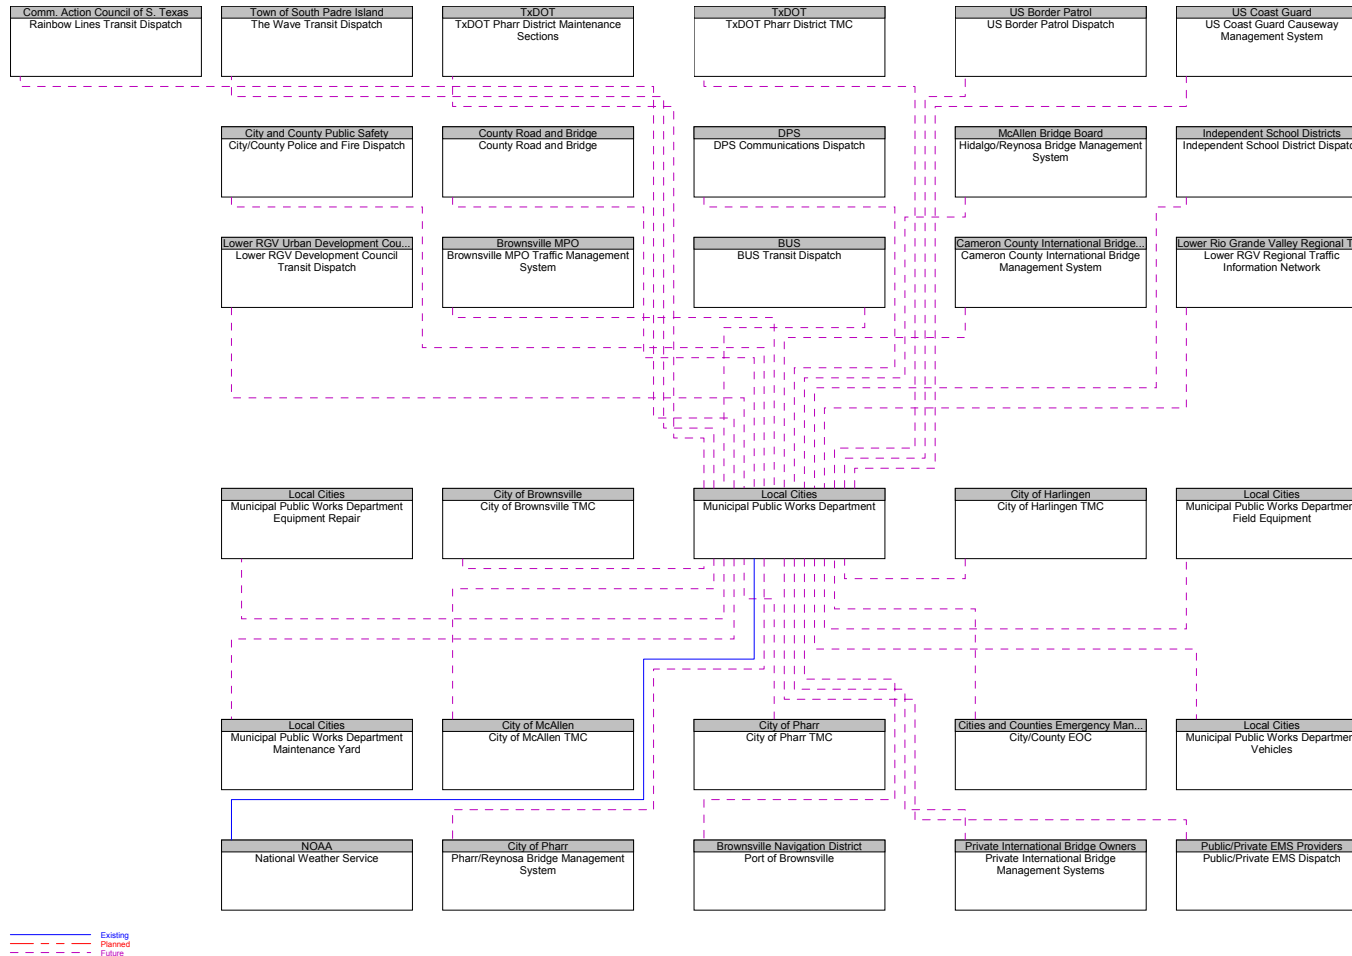 Comm. Action Council of S. Texas
Rainbow Lines Transit Dispatch
Town of South Padre Island
The Wave Transit Dispatch
TxDOT
TxDOT Pharr District Maintenance
Sections
TxDOT
TxDOT Pharr District TMC
US Border Patrol
US Border Patrol Dispatch
US Coast Guard
US Coast Guard Causeway
Management System
City and County Public Safety
City/County Police and Fire Dispatch
County Road and Bridge
County Road and Bridge
DPS
DPS Communications Dispatch
McAllen Bridge Board
Hidalgo/Reynosa Bridge Management
System
Independent School Districts
Independent School District Dispatc
Lower RGV Urban Development Cou...
Lower RGV Development Council
Transit Dispatch
Brownsville MPO
Brownsville MPO Traffic Management
System
BUS
BUS Transit Dispatch
Cameron County International Bridge...
Cameron County International Bridge
Management System
Lower Rio Grande Valley Regional T
Lower RGV Regional Traffic
Information Network
Local Cities
Municipal Public Works Department
Equipment Repair
City of Brownsville
City of Brownsville TMC
Local Cities
Municipal Public Works Department
City of Harlingen
City of Harlingen TMC
Local Cities
Municipal Public Works Departmen
Field Equipment
Local Cities
Municipal Public Works Department
Maintenance Yard
City of McAllen
City of McAllen TMC
City of Pharr
City of Pharr TMC
Cities and Counties Emergency Man...
City/County EOC
Local Cities
Municipal Public Works Departmen
Vehicles
NOAA
National Weather Service
City of Pharr
Pharr/Reynosa Bridge Management
System
Brownsville Navigation District
Port of Brownsville
Private International Bridge Owners
Private International Bridge
Management Systems
Public/Private EMS Providers
Public/Private EMS Dispatch
Existing
Planned
Future